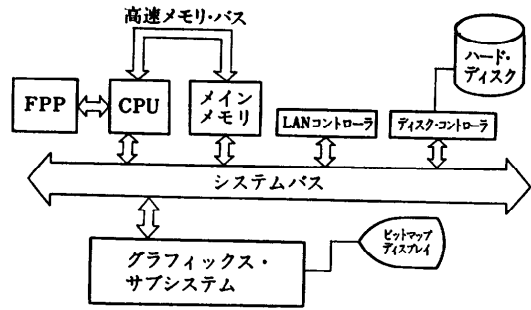 高速メモリ・バス
ハード・
ディスク
FPP
CPU
メイン
メモリ
LANコントローラ
ディスク・コントローラ
システムバス
グラフィックス・
サブシステム
ビットマップ
ディスプレイ